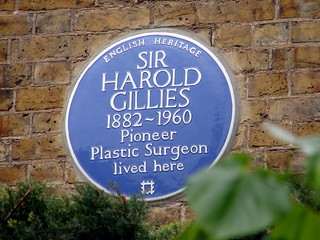 ENGLISH HERITAGE
SIR
HAROLD
GILLIES
1882~1960
Pioneer
Plastic Surgeon
lived here